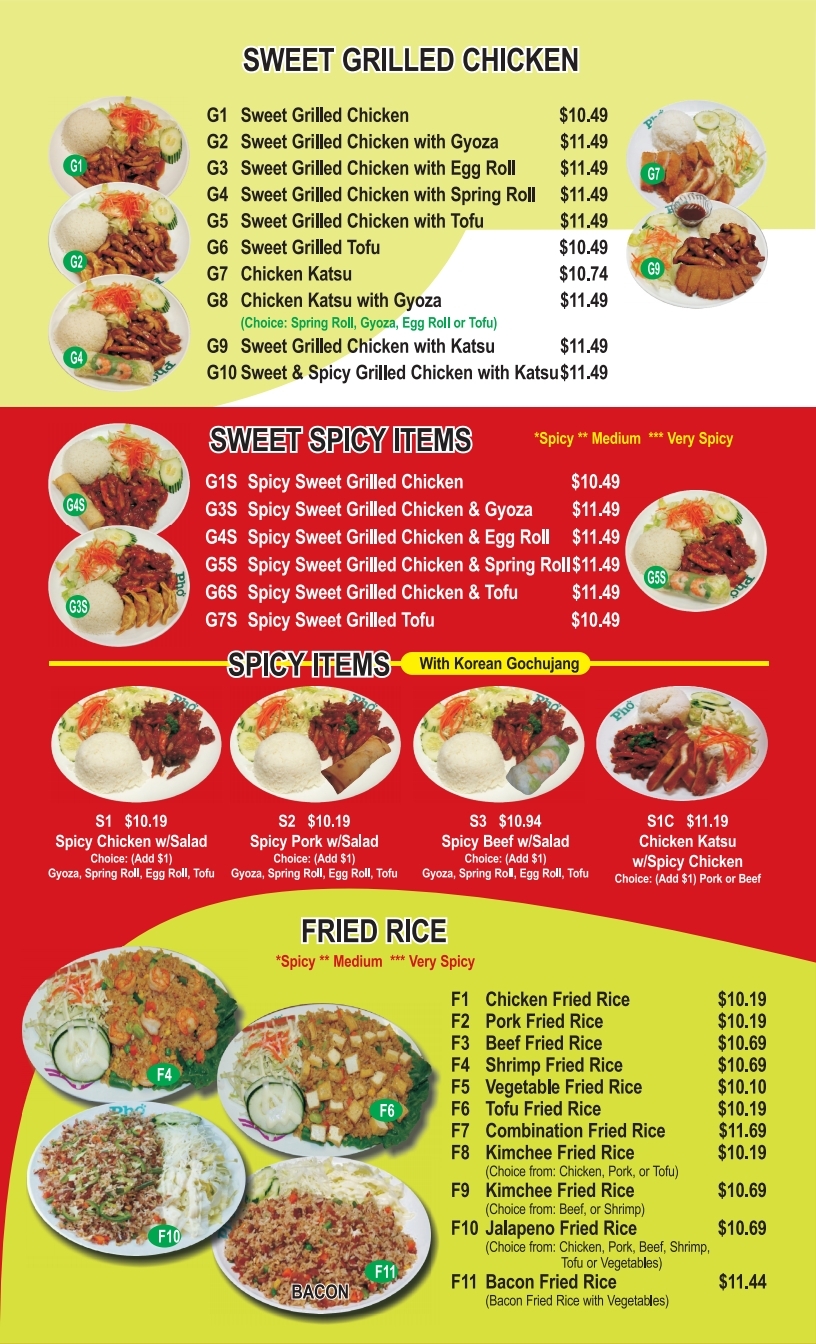 SWEET GRILLED CHICKEN
G1 Sweet Grilled Chicken $10.49
G2 Sweet Grilled Chicken with Gyoza $11.49
G3 Sweet Grilled Chicken with Egg Roll $11.49
G4 Sweet Grilled Chicken with Spring Roll $11.49
G5 Sweet Grilled Chicken with Tofu $11.49
G6 Sweet Grilled Tofu $10.49
G7 Chicken Katsu $10.74
G8 Chicken Katsu with Gyoza $11.49
(Choice: Spring Roll, Gyoza, Egg Roll or Tofu)
G9 Sweet Grilled Chicken with Katsu $11.49
G10 Sweet & Spicy Grilled Chicken with Katsu $11.49
G1
G2
G4
Pho
Pho
G7
G9
SWEET SPICY ITEMS
*Spicy ** Medium *** Very Spicy
G1S Spicy Sweet Grilled Chicken $10.49
G3S Spicy Sweet Grilled Chicken & Gyoza $11.49
G4S Spicy Sweet Grilled Chicken & Egg Roll $11.49
G5S Spicy Sweet Grilled Chicken & Spring Roll $11.49
G6S Spicy Sweet Grilled Chicken & Tofu $11.49
G7S Spicy Sweet Grilled Tofu $10.49
G4S
G3S
Pho
G5S
Pho
SPICY ITEMS
With Korean Gochujang
Pho
Pho
Pho
Pho
S1 $10.19
Spicy Chicken w/Salad
Choice: (Add $1)
Gyoza, Spring Roll, Egg Roll, Tofu
S2 $10.19
Spicy Pork w/Salad
Choice: (Add $1)
Gyoza, Spring Roll, Egg Roll, Tofu
S3 $10.94
Spicy Beef w/Salad
Choice: (Add $1)
Gyoza, Spring Roll, Egg Roll, Tofu
S1C $11.19
Chicken Katsu
w/Spicy Chicken
Choice: (Add $1) Pork or Beef
FRIED RICE
*Spicy ** Medium *** Very Spicy
F1 Chicken Fried Rice $10.19
F2 Pork Fried Rice $10.19
F3 Beef Fried Rice $10.69
F4 Shrimp Fried Rice $10.69
F5 Vegetable Fried Rice $10.10
F6 Tofu Fried Rice $10.19
F7 Combination Fried Rice $11.69
F8 Kimchee Fried Rice $10.19
(Choice from: Chicken, Pork, or Tofu)
F9 Kimchee Fried Rice $10.69
(Choice from: Beef, or Shrimp)
F10 Jalapeno Fried Rice $10.69
(Choice from: Chicken, Pork, Beef, Shrimp,
Tofu or Vegetables)
F11 Bacon Fried Rice $11.44
(Bacon Fried Rice with Vegetables)
F4
F6
Pho
F10
F11
BACON